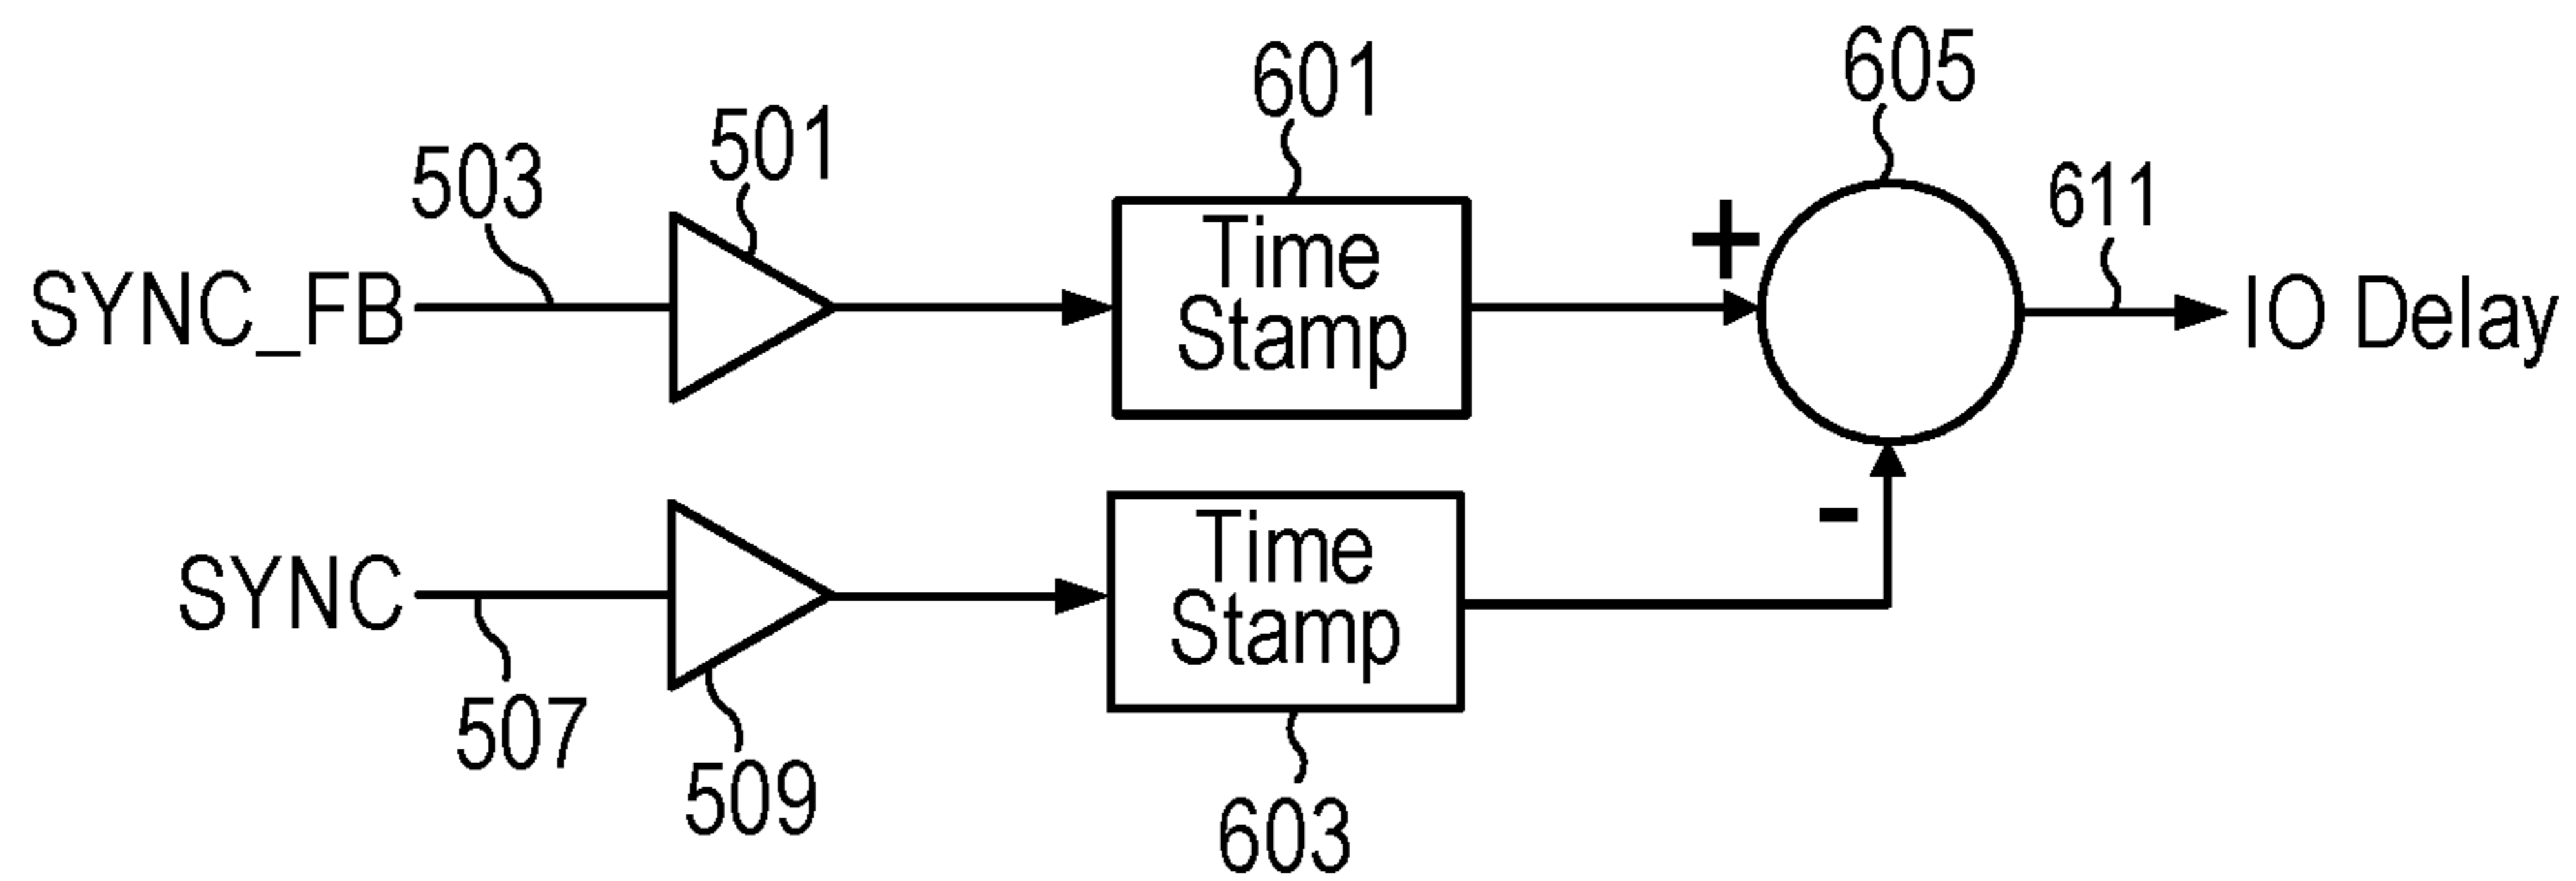 605
601
501
611
503
+
Time
Stamp
SYNC_FB
IO Delay
-
Time
Stamp
SYNC
507
509
603